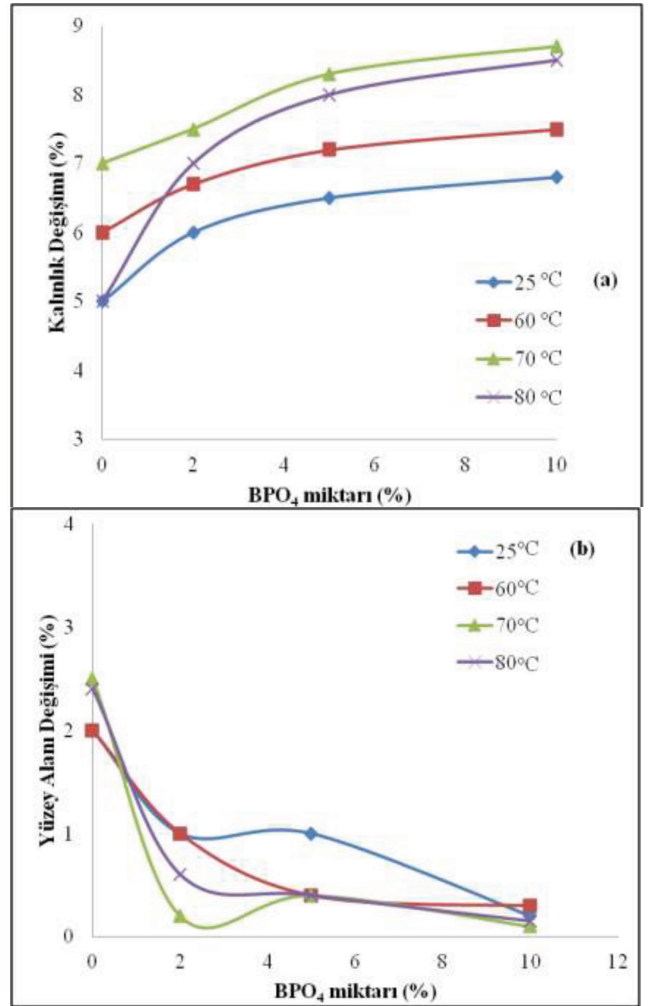 9
8
7
6
5
4
3
Kalınlık Değişimi (%)
25 °C
(a)
60 °C
70 °C
80 °C
0
2
4
6
8
10
BPO₄ miktarı (%)
4
3
2
1
0
Yüzey Alanı Değişimi (%)
25°C
(b)
60°C
70°C
80°C
0
2
4
6
8
10
12
BPO₄ miktarı (%)